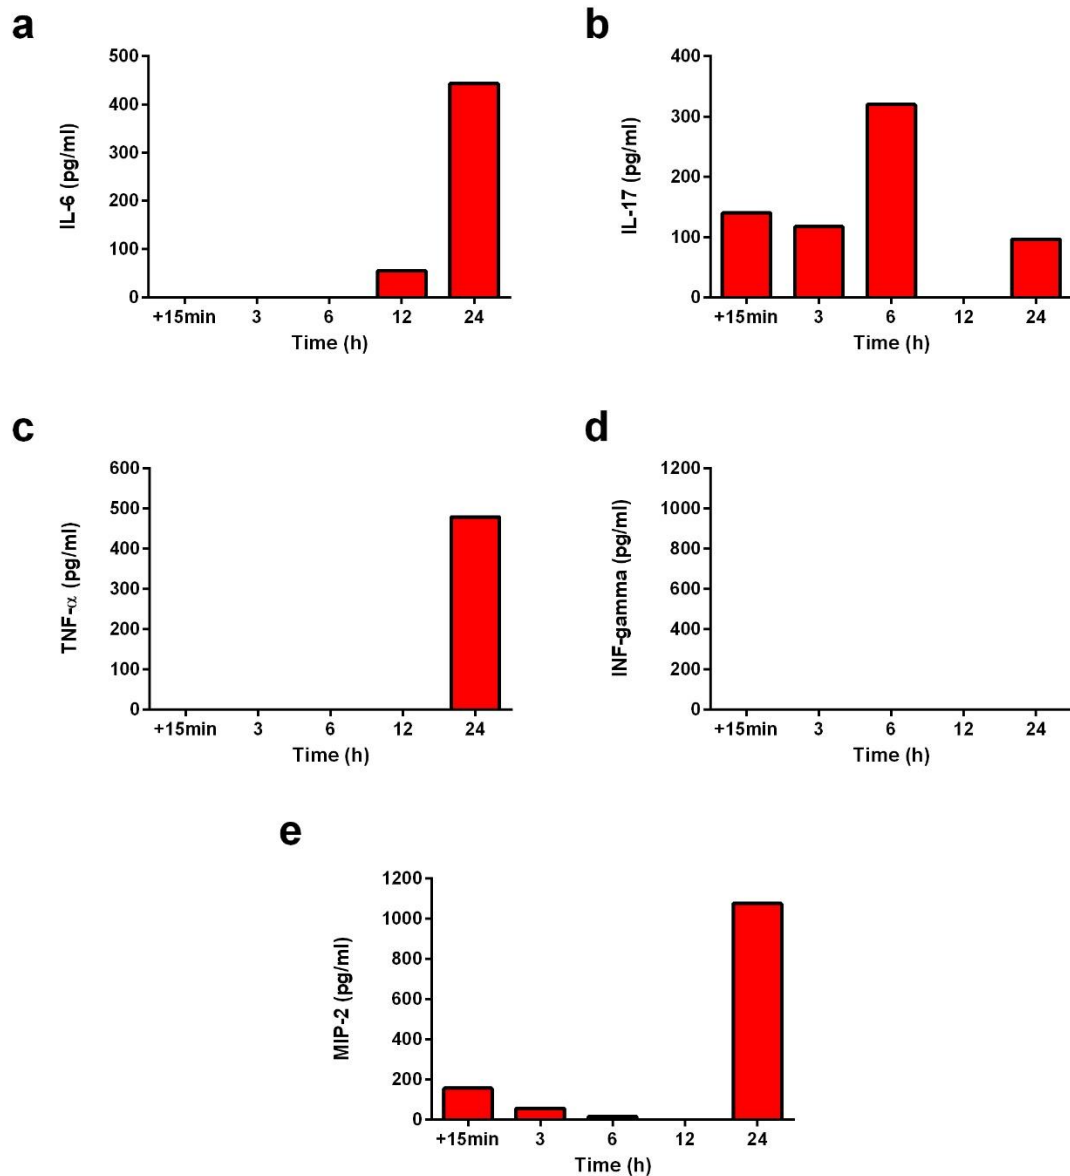 a
IL-6 (pg/ml)
500
400
300
200
100
0
+15min 3 6 12 24
Time (h)
b
IL-17 (pg/ml)
400
300
200
100
0
+15min 3 6 12 24
Time (h)
c
TNF-α (pg/ml)
600
500
400
300
200
100
0
+15min 3 6 12 24
Time (h)
d
INF-gamma (pg/ml)
1200
1000
800
600
400
200
0
+15min 3 6 12 24
Time (h)
e
MIP-2 (pg/ml)
1200
1000
800
600
400
200
0
+15min 3 6 12 24
Time (h)